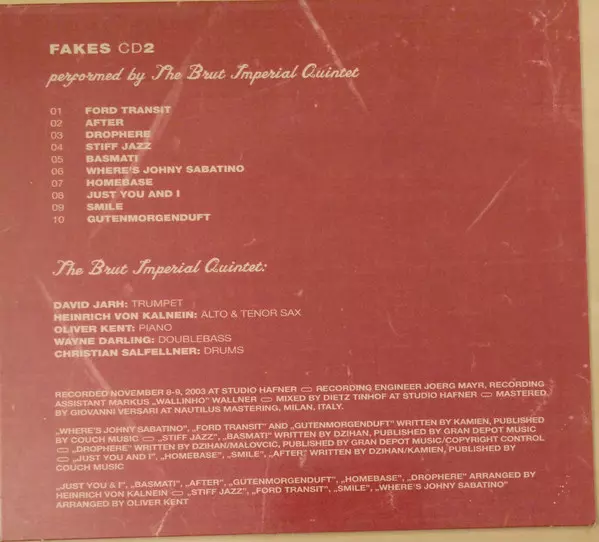 FAKES CD2
performed by The Brut Imperial Quintet
01 FORD TRANSIT
02 AFTER
03 DROPHERE
04 STIFF JAZZ
05 BASMATI
06 WHERE'S JOHNY SABATINO
07 HOMEBASE
08 JUST YOU AND I
09 SMILE
10 GUTENMORGENDUFT
The Brut Imperial Quintet:
DAVID JARH: TRUMPET
HEINRICH VON KALNEIN: ALTO & TENOR SAX
OLIVER KENT: PIANO
WAYNE DARLING: DOUBLEBASS
CHRISTIAN SALFELLNER: DRUMS
RECORDED NOVEMBER 8-9, 2003 AT STUDIO HAFNER RECORDING ENGINEER JOERG MAYR, RECORDING
ASSISTANT MARKUS "WALLINHO" WALLNER MIXED BY DIETZ TINHOF AT STUDIO HAFNER MASTERED
BY GIOVANNI VERSARI AT NAUTILUS MASTERING, MILAN, ITALY.
„WHERE'S JOHNY SABATINO", „FORD TRANSIT" AND „GUTENMORGENDUFT" WRITTEN BY KAMIEN, PUBLISHED
BY COUCH MUSIC „STIFF JAZZ", „BASMATI" WRITTEN BY DZIHAN, PUBLISHED BY GRAN DEPOT MUSIC
„DROPHERE" WRITTEN BY DZIHAN/MALOVCIĆ, PUBLISHED BY GRAN DEPOT MUSIC/COPYRIGHT CONTROL
„JUST YOU AND I", „HOMEBASE", „SMILE", „AFTER" WRITTEN BY DZIHAN/KAMIEN, PUBLISHED BY
COUCH MUSIC
„JUST YOU & I", „BASMATI", „AFTER", „GUTENMORGENDUFT", „HOMEBASE", „DROPHERE" ARRANGED BY
HEINRICH VON KALNEIN „STIFF JAZZ", „FORD TRANSIT", „SMILE", „WHERE'S JOHNY SABATINO"
ARRANGED BY OLIVER KENT